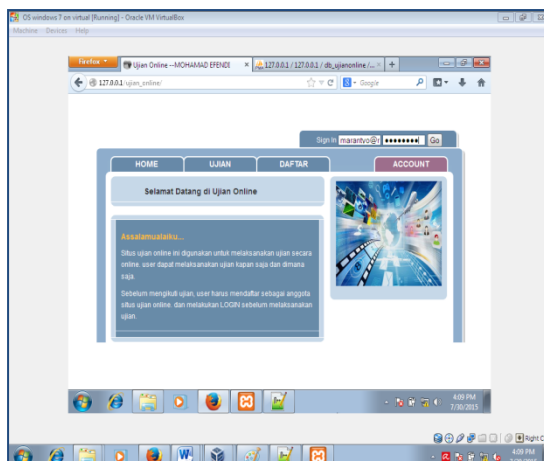 OS windows 7 on virtual [Running] - Oracle VM VirtualBox
Machine Devices Help
Firefox
Ujian Online --MOHAMAD EFENDI
127.0.0.1 / 127.0.0.1 / db_ujianonline /...
127.0.0.1/ujian_online/
Google
Sign in
Go
HOME
UJIAN
DAFTAR
ACCOUNT
Selamat Datang di Ujian Online
Assalamualaiku...
Situs ujian online ini digunakan untuk melaksanakan ujian secara
online. user dapat melaksanakan ujian kapan saja dan dimana
saja.
Sebelum mengikuti ujian, user harus mendaftar sebagai anggota
situs ujian online. dan melakukan LOGIN sebelum melaksanakan
ujian.
4:09 PM
7/30/2015
Right C
4:09 PM